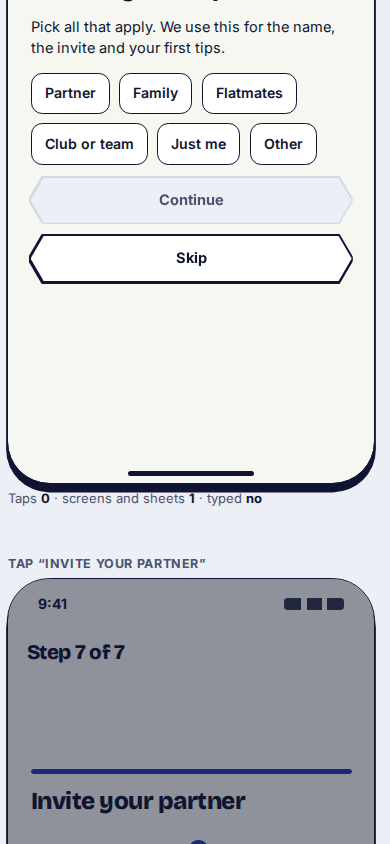 Pick all that apply. We use this for the name,
the invite and your first tips.
Partner Family Flatmates
Club or team Just me Other
Continue
Skip
Taps 0 · screens and sheets 1 · typed no
TAP “INVITE YOUR PARTNER”
9:41
Step 7 of 7
Invite your partner